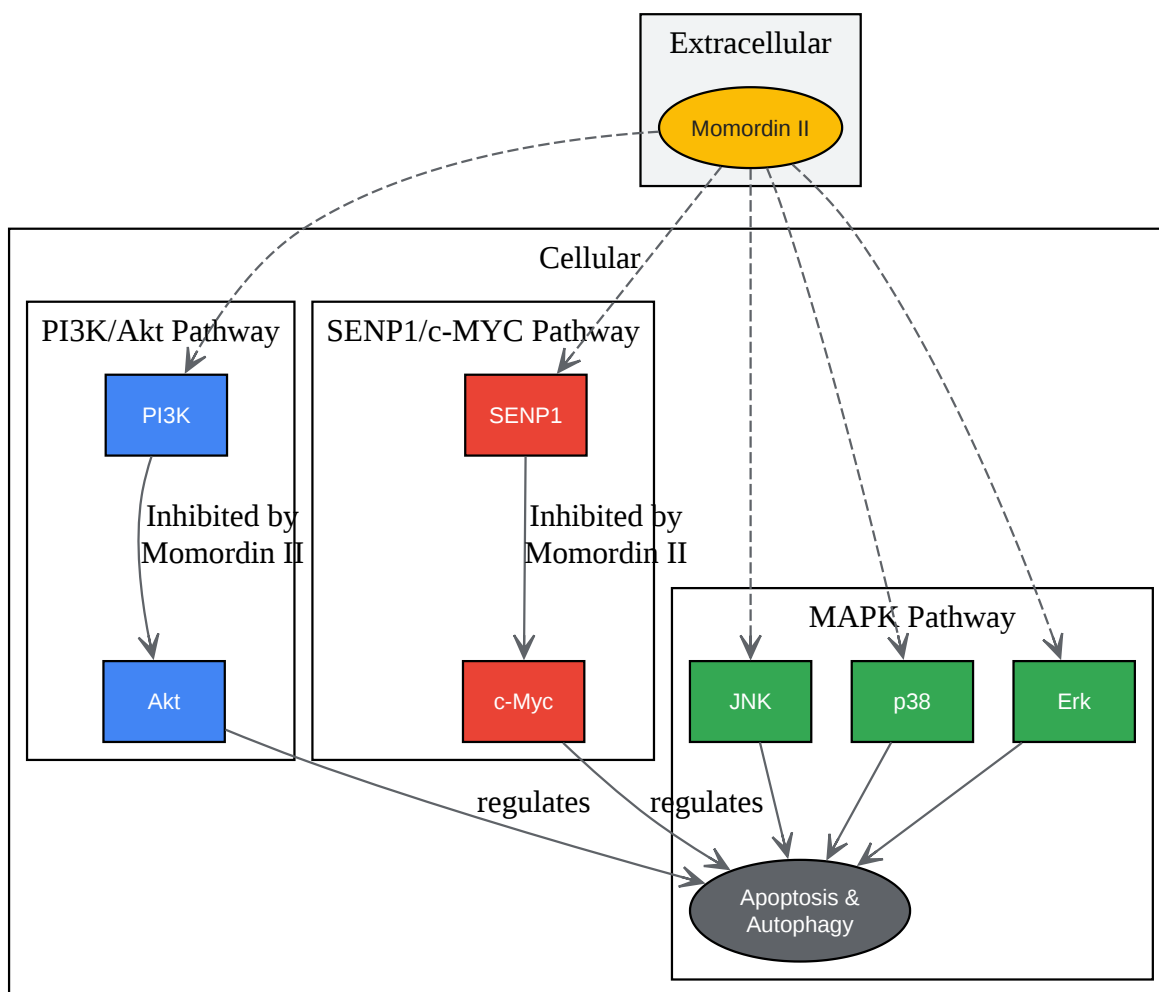 Extracellular
Momordin II
Cellular
PI3K/Akt Pathway
SENP1/c-MYC Pathway
PI3K
SENP1
Inhibited by
Momordin II
Inhibited by
Momordin II
MAPK Pathway
Akt
c-Myc
JNK
p38
Erk
regulates
regulates
Apoptosis &
Autophagy